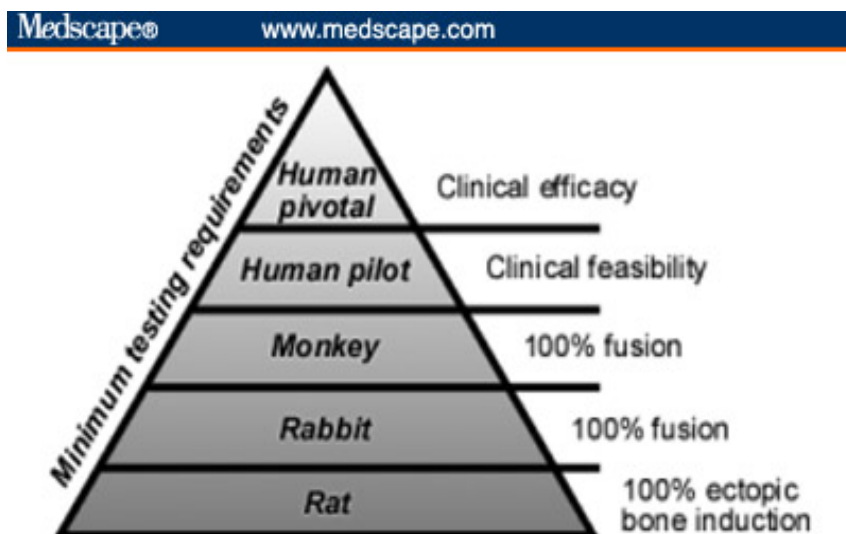 Medscape® www.medscape.com
Minimum testing requirements
Human
pivotal
Clinical efficacy
Human pilot
Clinical feasibility
Monkey
100% fusion
Rabbit
100% fusion
Rat
100% ectopic
bone induction